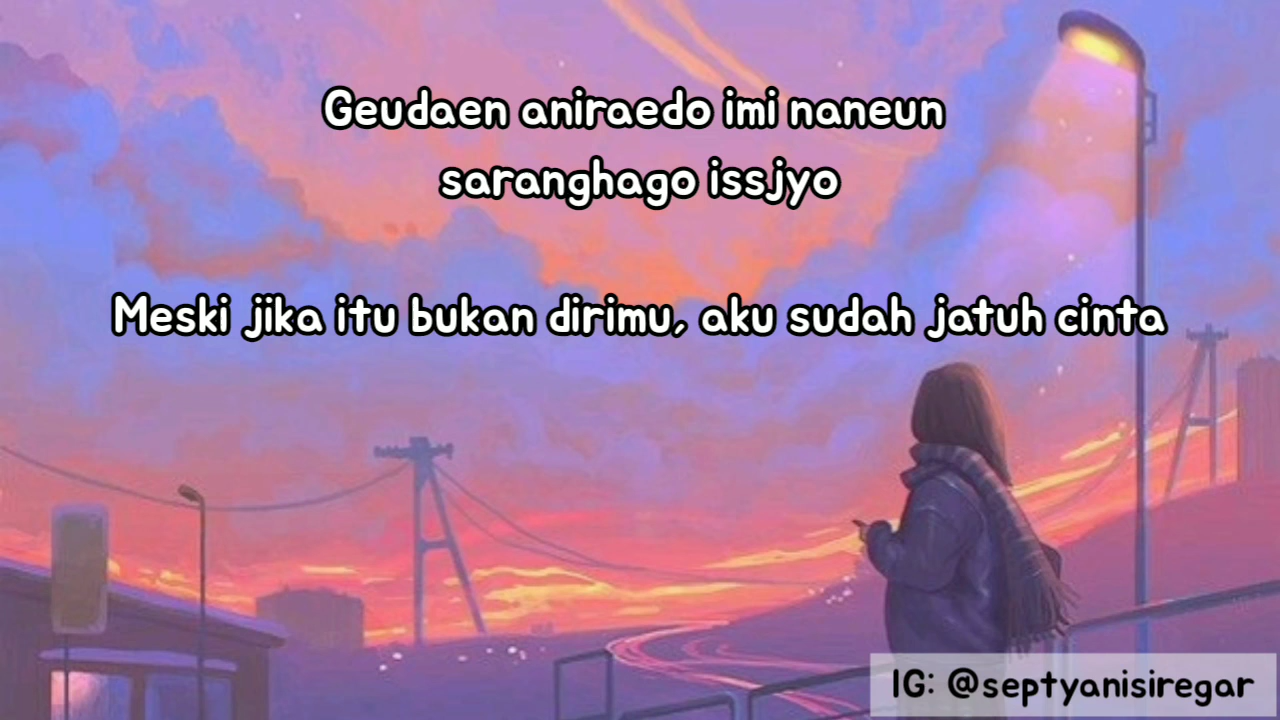 Geudaen aniraedo imi naneun
saranghago issjyo
Meski jika itu bukan dirimu, aku sudah jatuh cinta
IG: @septyanisiregar